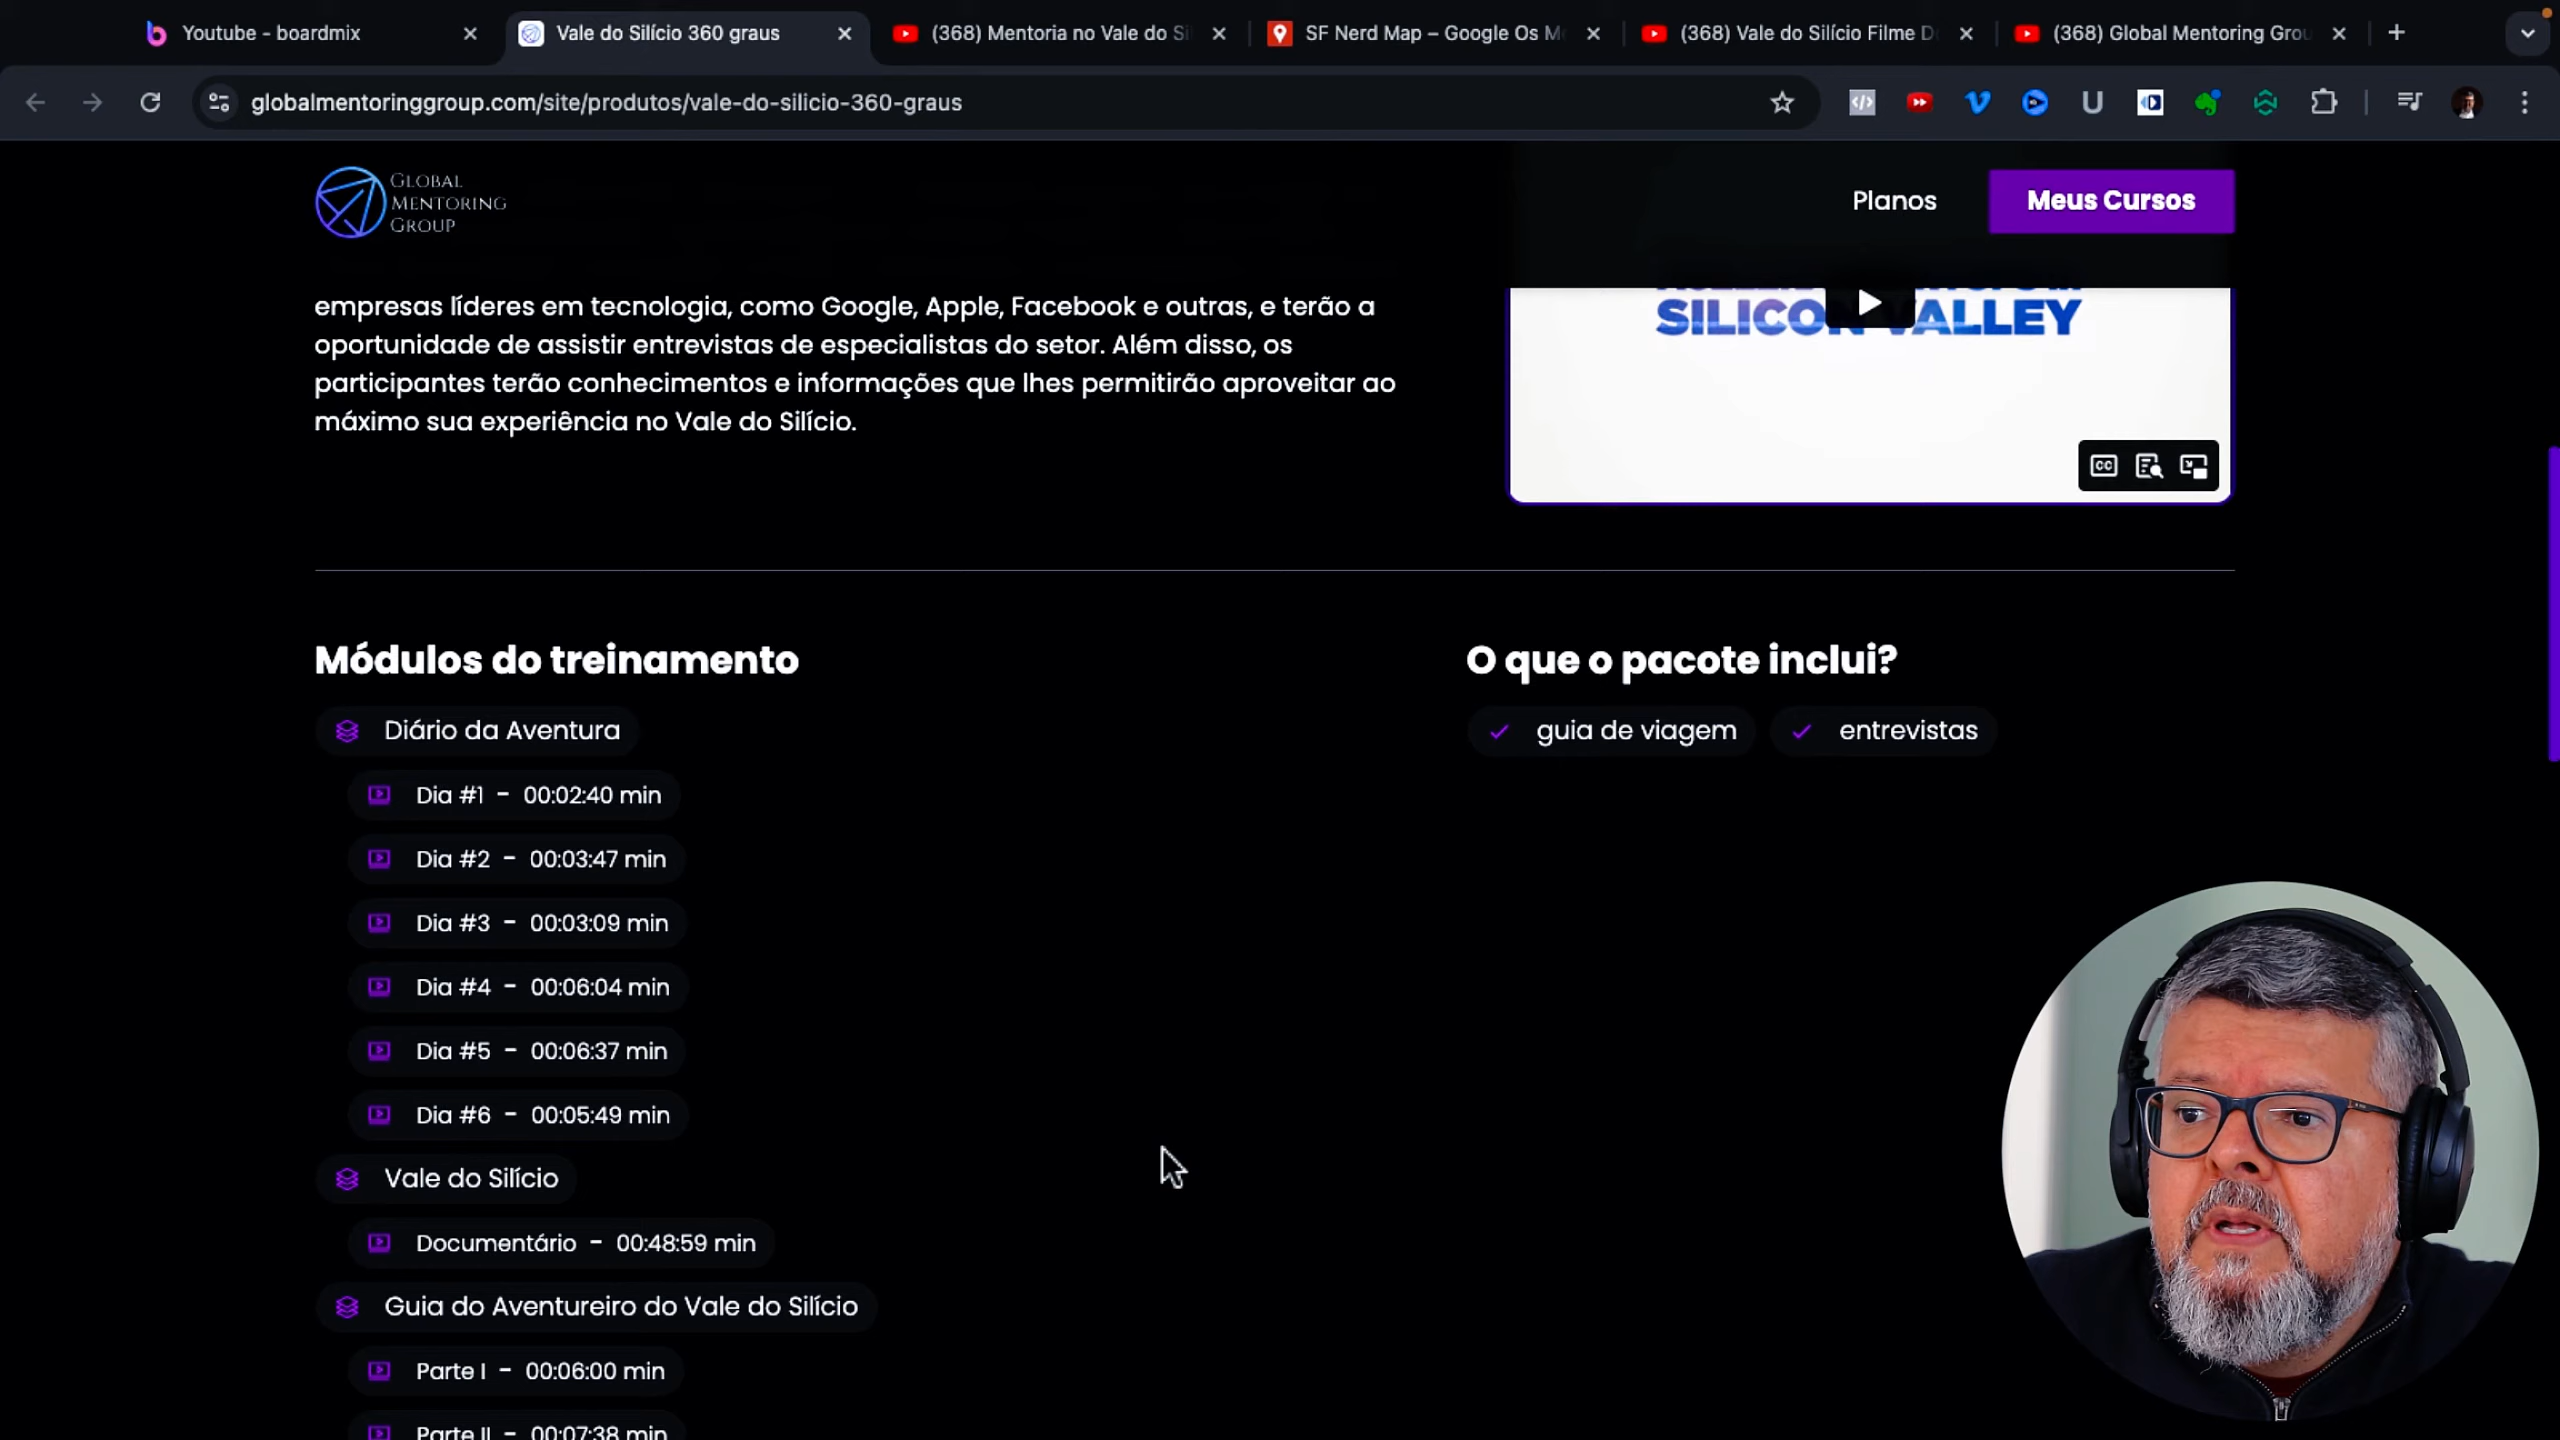 Youtube - boardmix
Vale do Silício 360 graus
(368) Mentoria no Vale do Si
SF Nerd Map – Google Os M
(368) Vale do Silício Filme D
(368) Global Mentoring Grou
globalmentoringgroup.com/site/produtos/vale-do-silicio-360-graus
GLOBAL
MENTORING
GROUP
Planos
Meus Cursos
empresas líderes em tecnologia, como Google, Apple, Facebook e outras, e terão a
oportunidade de assistir entrevistas de especialistas do setor. Além disso, os
participantes terão conhecimentos e informações que lhes permitirão aproveitar ao
máximo sua experiência no Vale do Silício.
SILICON VALLEY
CC
Módulos do treinamento
Diário da Aventura
Dia #1 - 00:02:40 min
Dia #2 - 00:03:47 min
Dia #3 - 00:03:09 min
Dia #4 - 00:06:04 min
Dia #5 - 00:06:37 min
Dia #6 - 00:05:49 min
Vale do Silício
Documentário - 00:48:59 min
Guia do Aventureiro do Vale do Silício
Parte I - 00:06:00 min
Parte II - 00:07:38 min
O que o pacote inclui?
guia de viagem
entrevistas